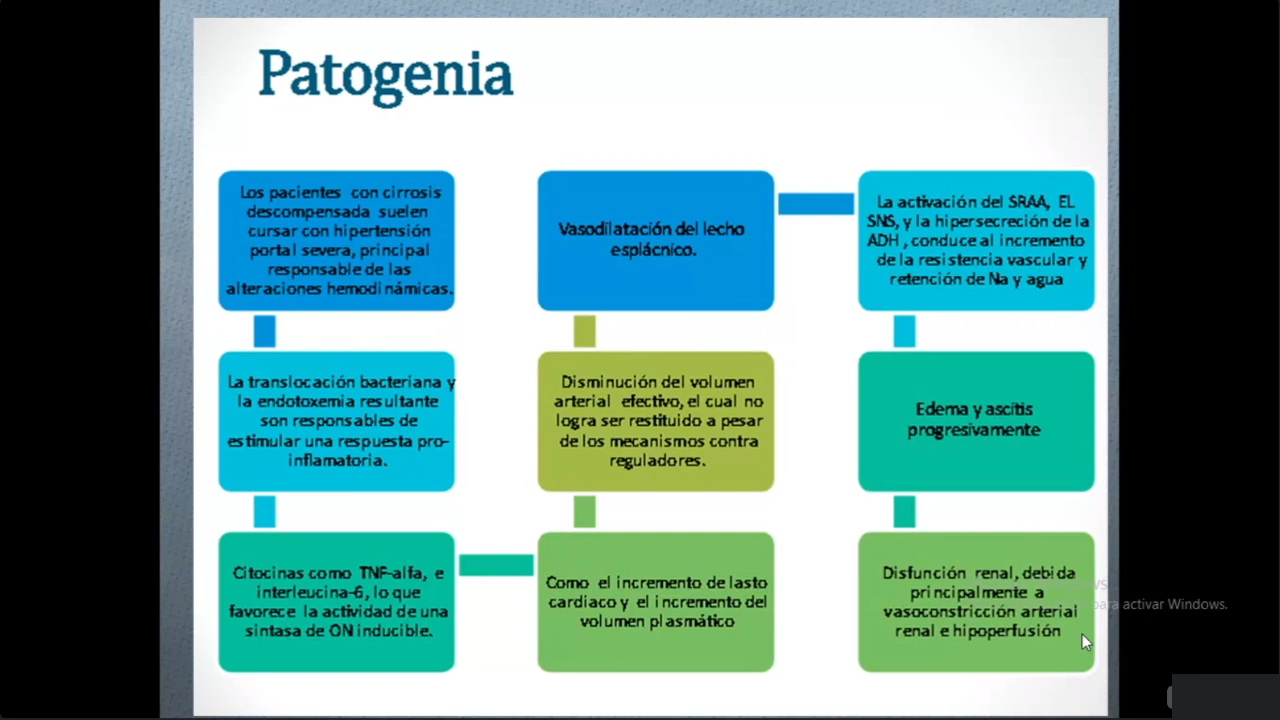 Patogenia
Los pacientes con cirrosis
descompensada suelen
cursar con hipertensión
portal severa, principal
responsable de las
alteraciones hemodinámicas.
La translocación bacteriana y
la endotoxemia resultante
son responsables de
estimular una respuesta pro-
inflamatoria.
Citocinas como TNF-alfa, e
interleucina-6, lo que
favorece la actividad de una
sintasa de ON inducible.
Como el incremento de lasto
cardiaco y el incremento del
volumen plasmático
Disminución del volumen
arterial efectivo, el cual no
logra ser restituido a pesar
de los mecanismos contra
reguladores.
Vasodilatación del lecho
esplácnico.
La activación del SRAA, EL
SNS, y la hipersecreción de la
ADH , conduce al incremento
de la resistencia vascular y
retención de Na y agua
Edema y ascitis
progresivamente
Disfunción renal, debida
principalmente a
vasoconstricción arterial
renal e hipoperfusión
para activar Windows.